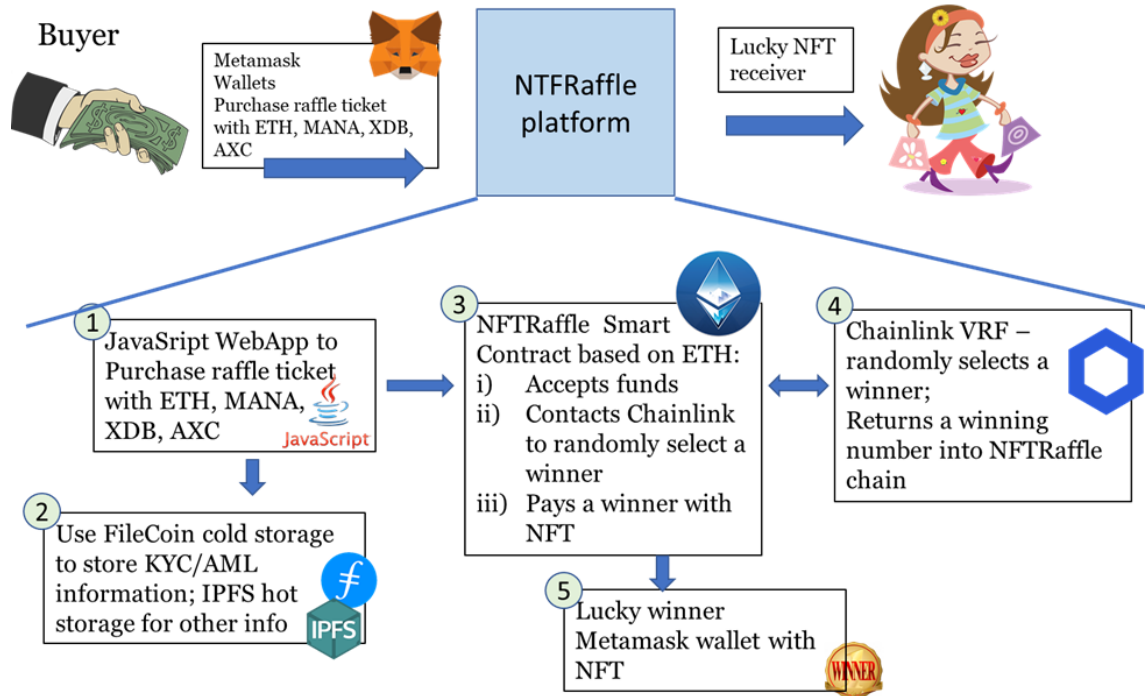 Buyer
Metamask
Wallets
Purchase raffle ticket
with ETH, MANA, XDB,
AXC
NTFRaffle
platform
Lucky NFT
receiver
1
JavaSript WebApp to
Purchase raffle ticket
with ETH, MANA,
XDB, AXC
JavaScript
2
Use FileCoin cold storage
to store KYC/AML
information; IPFS hot
storage for other info
IPFS
3
NFTRaffle Smart
Contract based on ETH:
i) Accepts funds
ii) Contacts Chainlink
to randomly select a
winner
iii) Pays a winner with
NFT
4
Chainlink VRF –
randomly selects a
winner;
Returns a winning
number into NFTRaffle
chain
5
Lucky winner
Metamask wallet with
NFT
WINNER